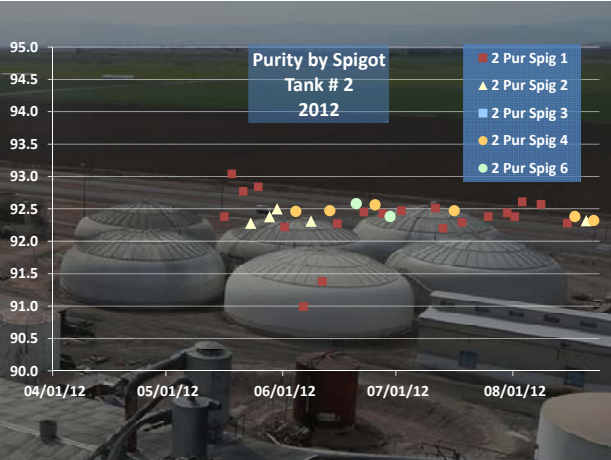 Purity by Spigot
Tank # 2
2012
2 Pur Spig 1
2 Pur Spig 2
2 Pur Spig 3
2 Pur Spig 4
2 Pur Spig 6
95.0
94.5
94.0
93.5
93.0
92.5
92.0
91.5
91.0
90.5
90.0
04/01/12 05/01/12 06/01/12 07/01/12 08/01/12